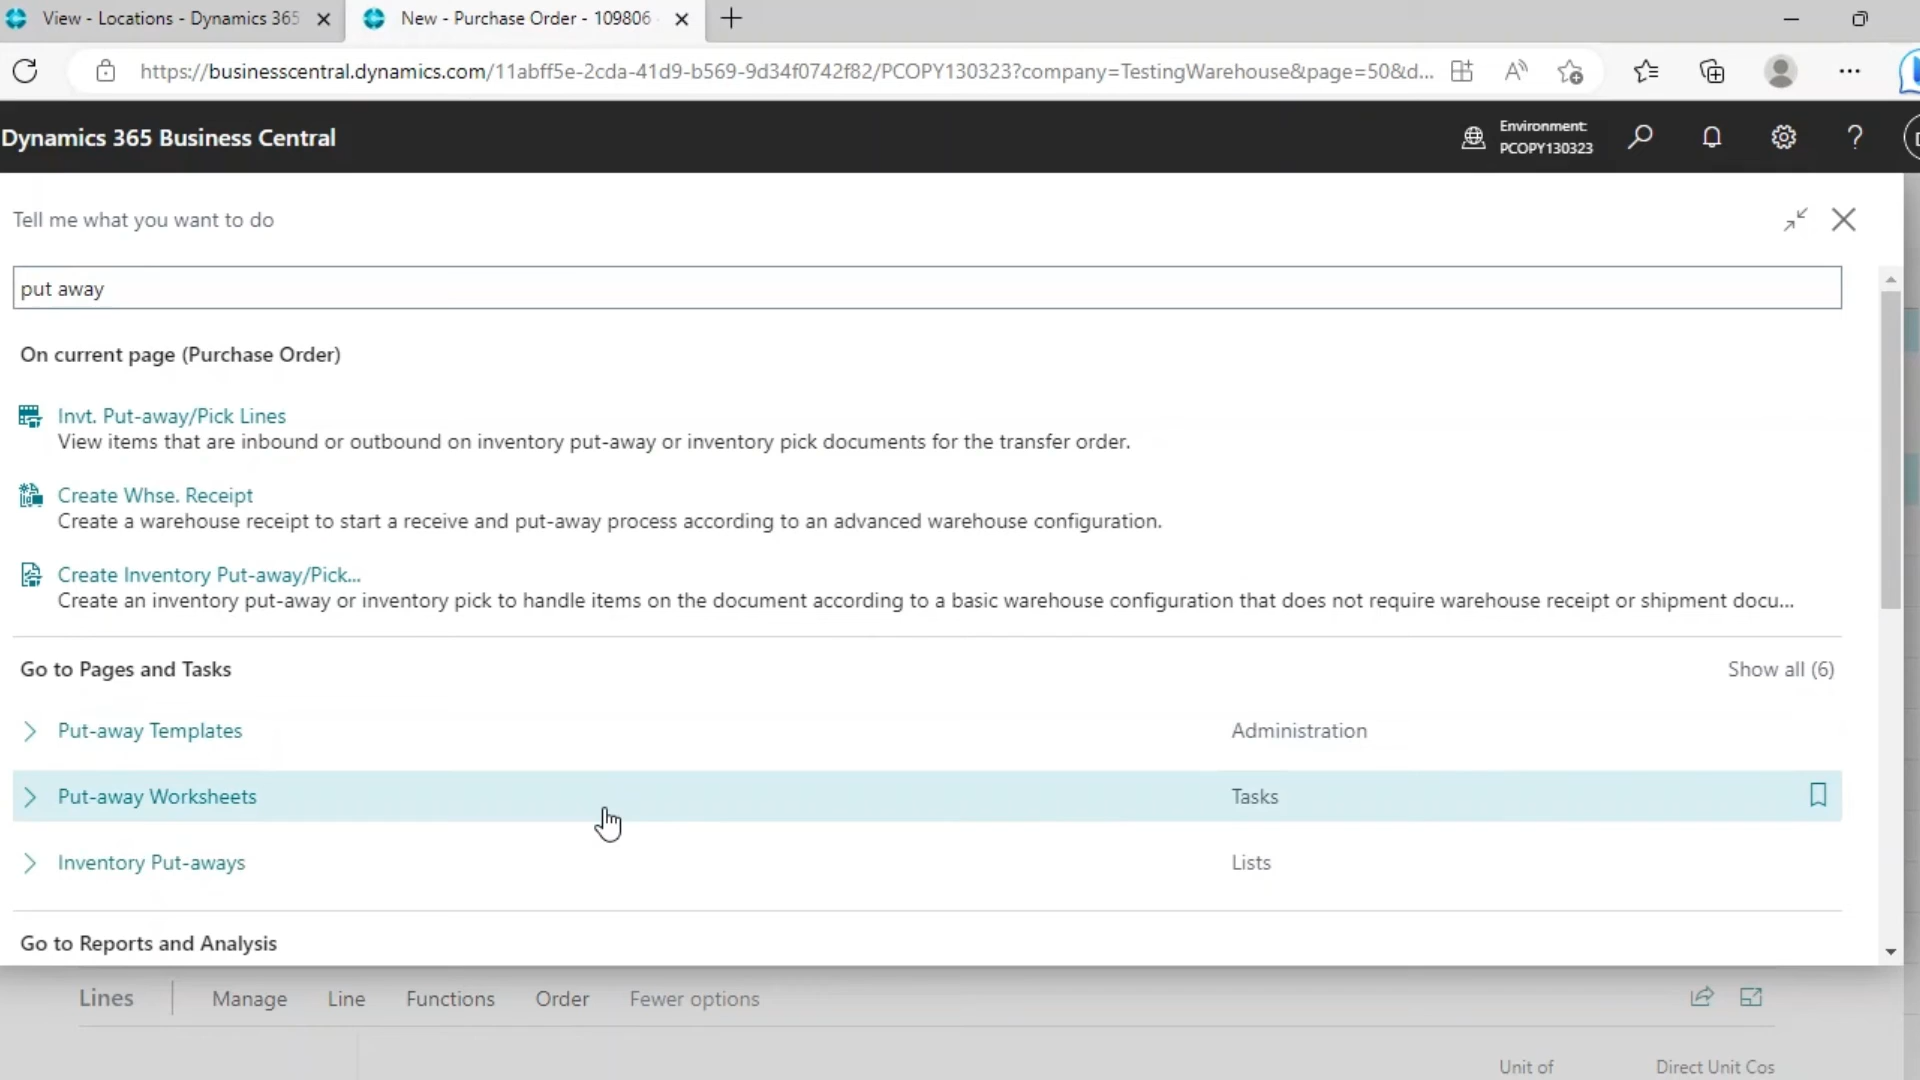 View - Locations - Dynamics 365
New - Purchase Order - 109806
https://businesscentral.dynamics.com/11abff5e-2cda-41d9-b569-9d34f0742f82/PCOPY130323?company=TestingWarehouse&page=50&d...
Dynamics 365 Business Central
Environment:
PCOPY130323
Tell me what you want to do
put away
On current page (Purchase Order)
Invt. Put-away/Pick Lines
View items that are inbound or outbound on inventory put-away or inventory pick documents for the transfer order.
Create Whse. Receipt
Create a warehouse receipt to start a receive and put-away process according to an advanced warehouse configuration.
Create Inventory Put-away/Pick...
Create an inventory put-away or inventory pick to handle items on the document according to a basic warehouse configuration that does not require warehouse receipt or shipment docu...
Go to Pages and Tasks
Show all (6)
Put-away Templates
Administration
Put-away Worksheets
Tasks
Inventory Put-aways
Lists
Go to Reports and Analysis
Lines
Manage
Line
Functions
Order
Fewer options
Unit of
Direct Unit Cos